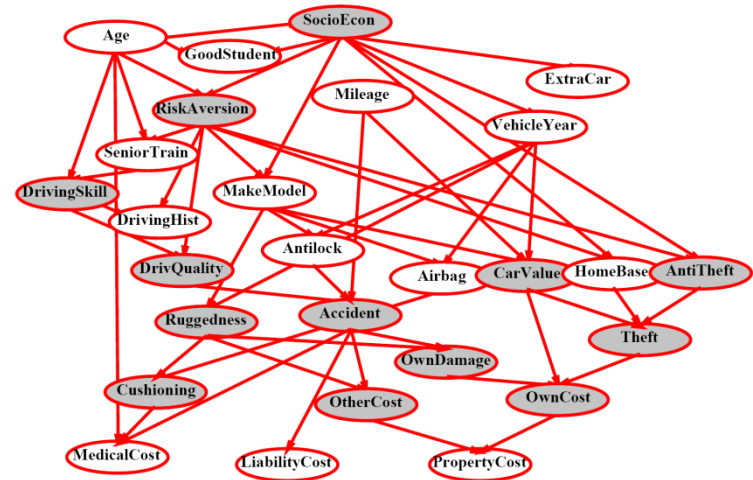 SocioEcon
Age
GoodStudent
ExtraCar
Mileage
RiskAversion
VehicleYear
SeniorTrain
DrivingSkill
MakeModel
DrivingHist
Antilock
DrivQuality
Airbag
CarValue
HomeBase
AntiTheft
Ruggedness
Accident
Theft
OwnDamage
Cushioning
OtherCost
OwnCost
MedicalCost
LiabilityCost
PropertyCost